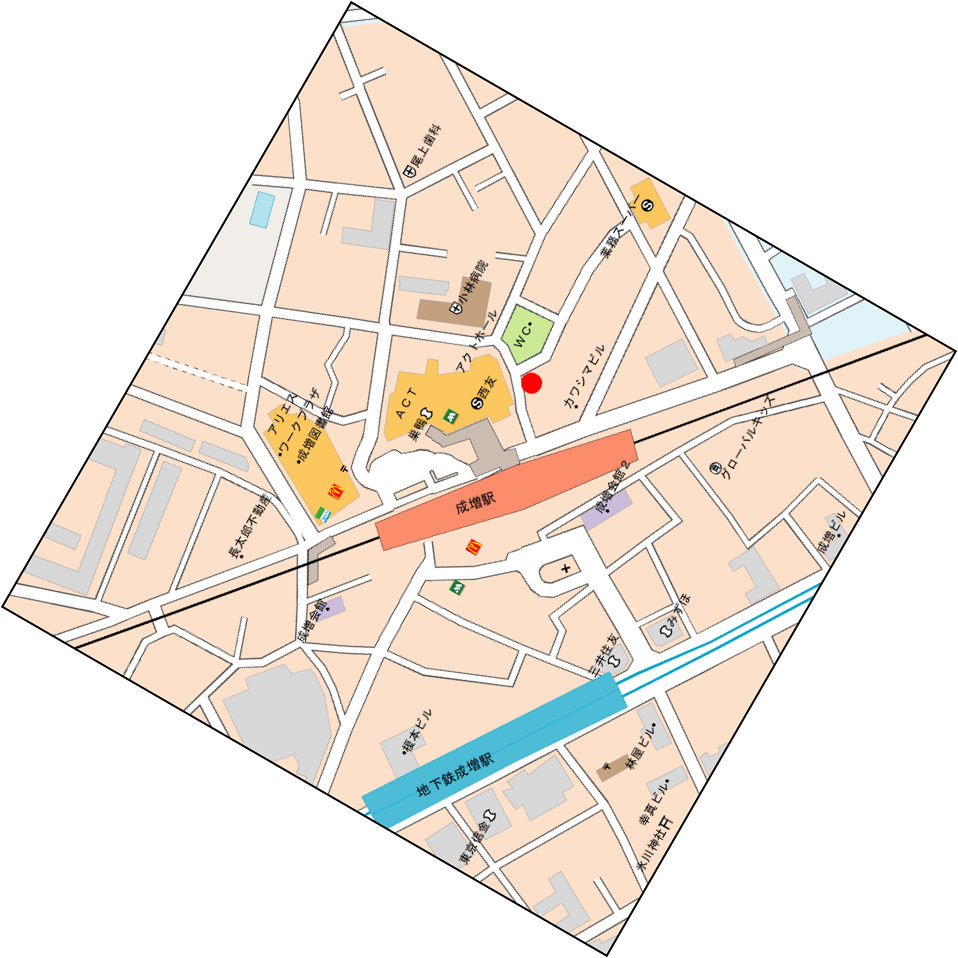 尾上歯科
業務スーパー
小林病院
アクトホール
WC
カワシマビル
ACT
西友
巣鴨
アリエス
ワークプラザ
成増図書館
長太郎不動産
成増駅
成増会館2
グローバルキッズ
成増ビル
成増会館
みずほ
三井住友
榎本ビル
地下鉄成増駅
東京信金
林屋ビル
幸真ビル
氷川神社